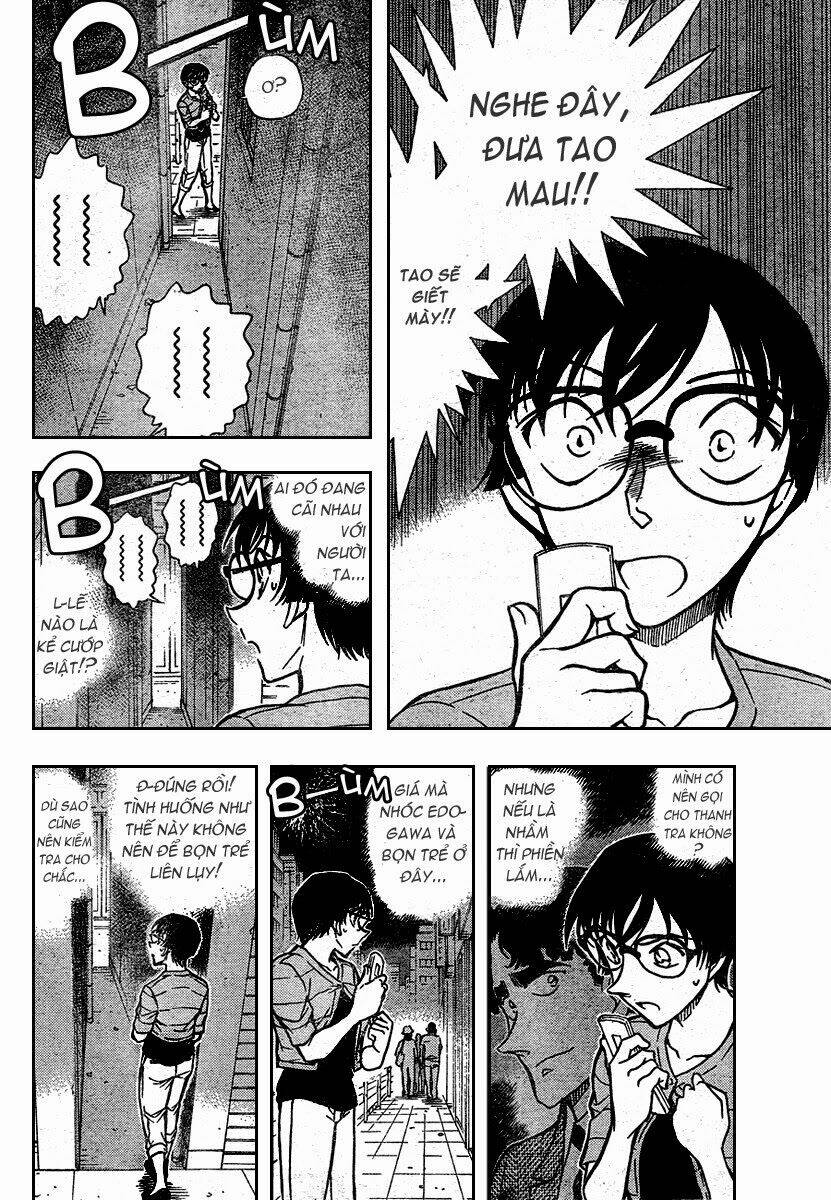 NGHE ĐÂY,
ĐƯA TAO
MAU!!
TAO SẼ
GIẾT
MÀY!!
B—ÙM
Ơ?
B—ÙM
AI ĐÓ ĐANG
CÃI NHAU
VỚI
NGƯỜI
TA...
L-LẼ
NÀO LÀ
KẺ CƯỚP
GIẬT!?
MÌNH CÓ
NÊN GỌI
CHO THANH
TRA KHÔNG
?
NHƯNG
NẾU LÀ
NHẦM
THÌ PHIỀN
LẮM...
B—ÙM
GIÁ MÀ
NHÓC EDO-
GAWA VÀ
BỌN TRẺ Ở
ĐÂY...
Đ-ĐÚNG RỒI!
TÌNH HUỐNG NHƯ
THẾ NÀY KHÔNG
NÊN ĐỂ BỌN TRẺ
LIÊN LỤY!
DÙ SAO
CŨNG
NÊN KIỂM
TRA CHO
CHẮC...